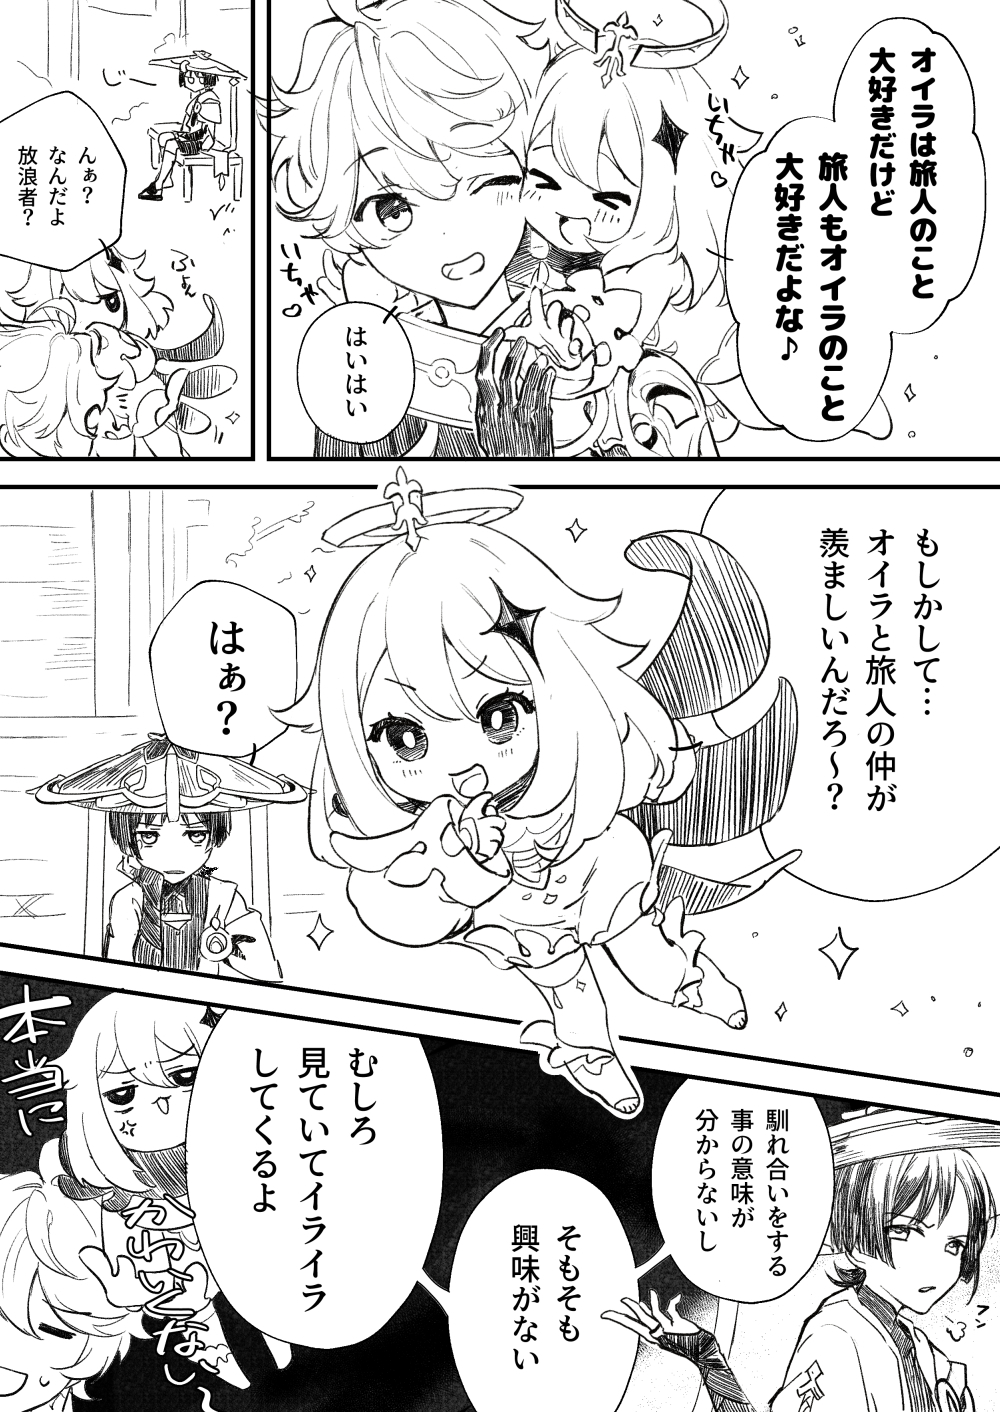 オイラは旅人のこと
大好きだけど
旅人もオイラのこと
大好きだよな♪
いちゃ♡
いちゃ♡
はいはい
じー
んぁ?
なんだよ
放浪者?
ふよん
もしかして…
オイラと旅人の仲が
羨ましいんだろ〜?
はぁ?
馴れ合いをする
事の意味が
分からないし
フン
そもそも
興味がない
むしろ
見ていてイライラ
してくるよ
本当に
かわいくない〜